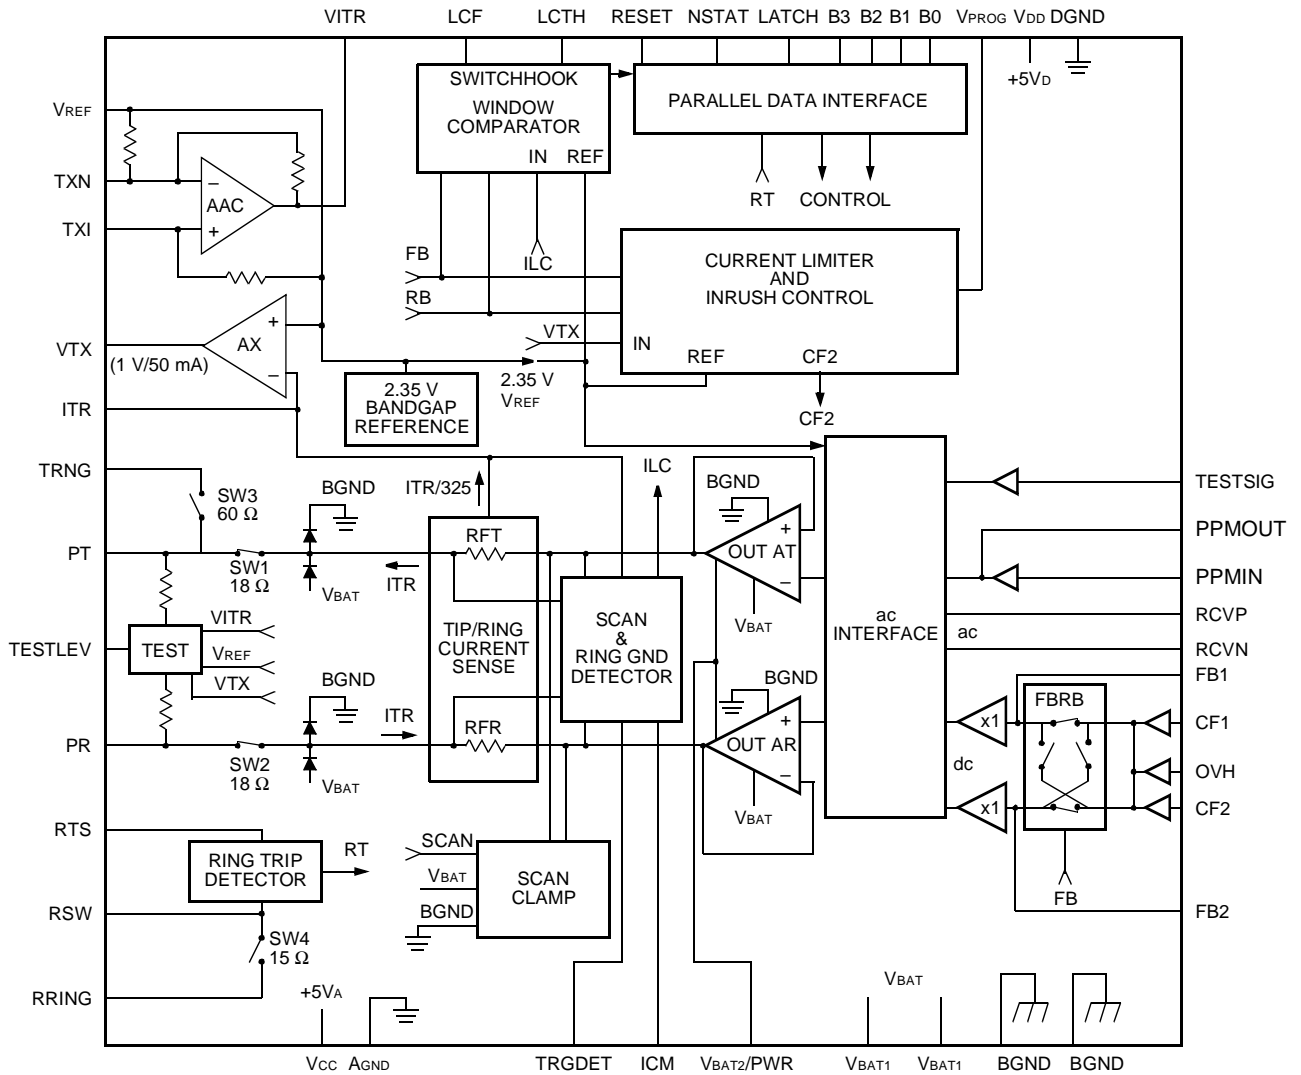 VITR LCF LCTH RESET NSTAT LATCH B3 B2 B1 B0 VPROG VDD DGND
+5VD
SWITCHHOOK
WINDOW
COMPARATOR
IN REF
PARALLEL DATA INTERFACE
RT CONTROL
VREF
TXN
AAC
− +
TXI
FB
ILC
RB
CURRENT LIMITER
AND
INRUSH CONTROL
VTX
IN
REF CF2
CF2
VTX
(1 V/50 mA)
AX
+ −
2.35 V
BANDGAP
REFERENCE
2.35 V
VREF
ITR
TRNG
SW3
60 Ω
BGND
ITR/325
ILC
BGND
TESTSIG
PPMOUT
PPMIN
RCVP
RCVN
FB1
CF1
OVH
CF2
FB2
PT
SW1
18 Ω
VBAT
ITR
RFT
OUT AT
+ −
VBAT
ac
INTERFACE
ac
dc
TESTLEV
TEST
VITR
VREF
VTX
TIP/RING
CURRENT
SENSE
SCAN
&
RING GND
DETECTOR
BGND
BGND
ITR
RFR
OUT AR
+ −
VBAT
x1
x1
FBRB
FB
PR
SW2
18 Ω
VBAT
RTS
RING TRIP
DETECTOR
RT
SCAN
VBAT
BGND
SCAN
CLAMP
RSW
SW4
15 Ω
RRING
+5VA
VBAT
VCC AGND TRGDET ICM VBAT2/PWR VBAT1 VBAT1 BGND BGND